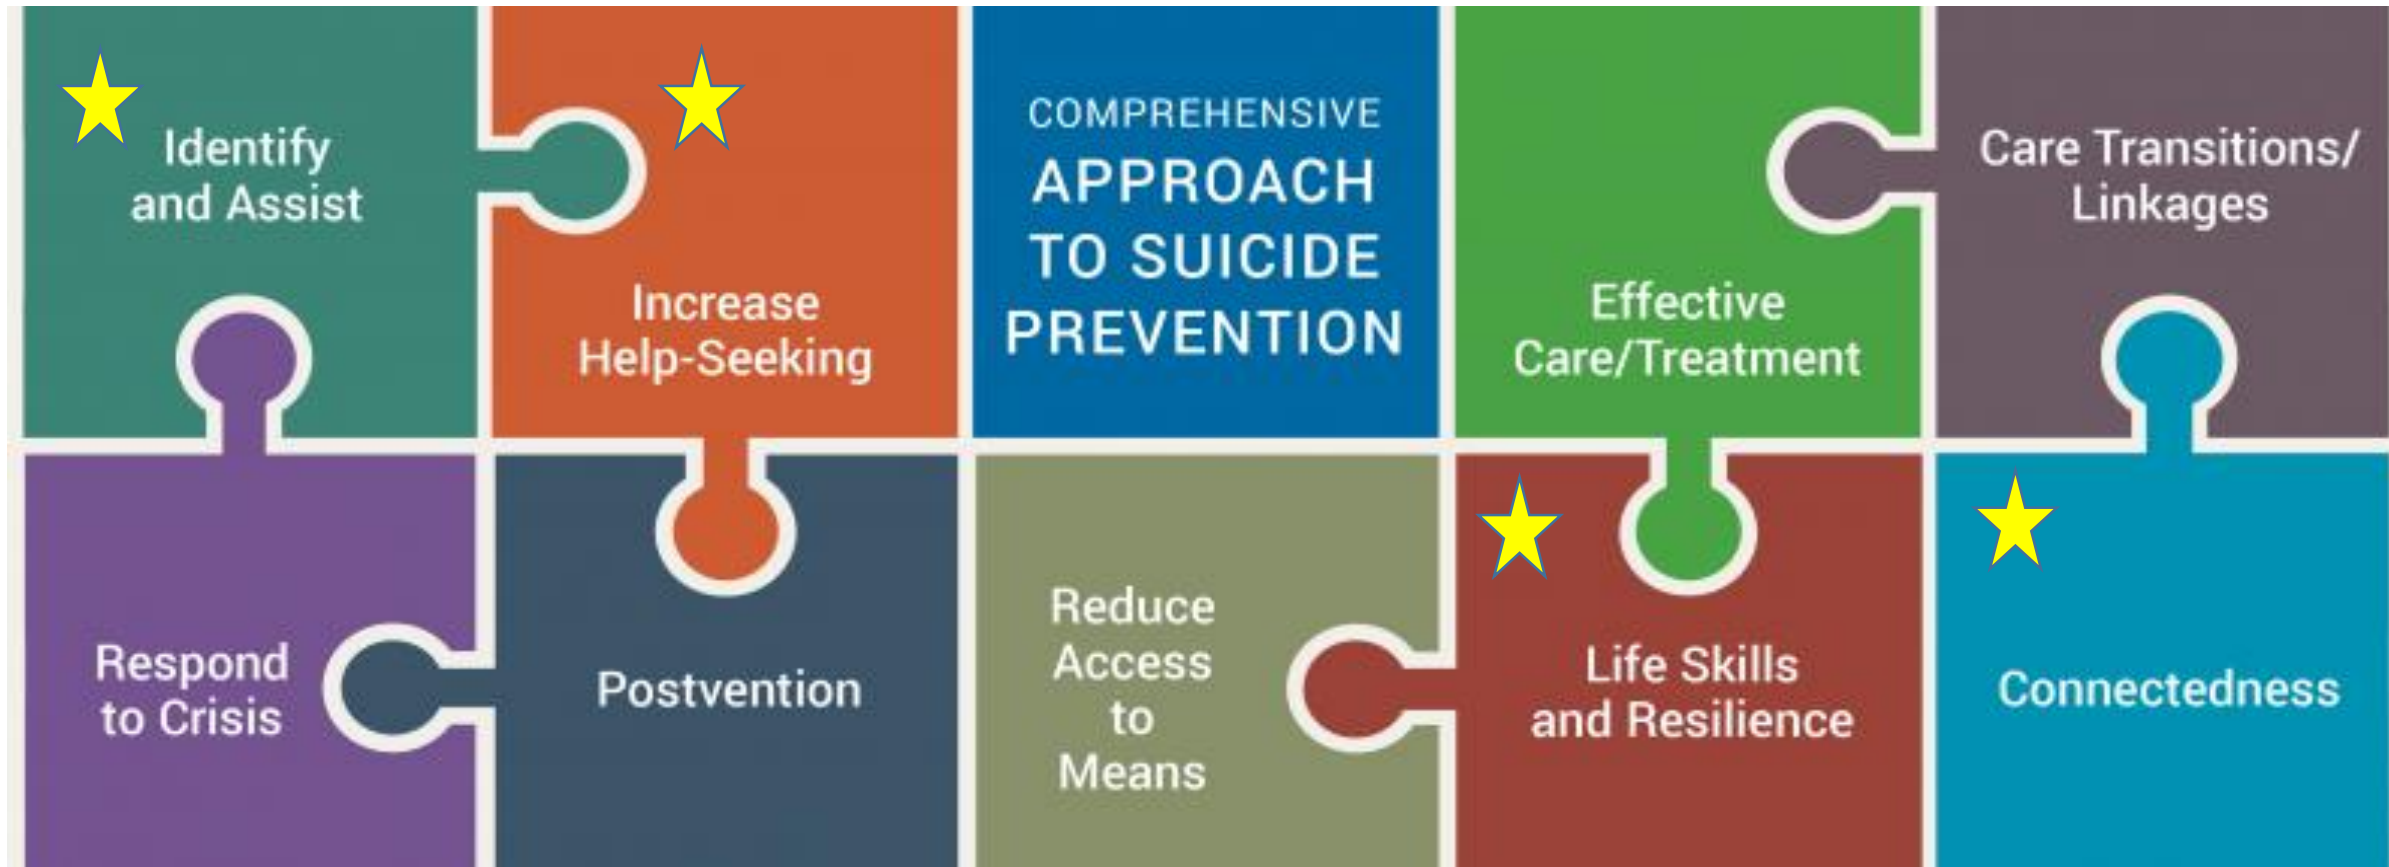 Identify
and Assist
Increase
Help-Seeking
COMPREHENSIVE
APPROACH
TO SUICIDE
PREVENTION
Effective
Care/Treatment
Care Transitions/
Linkages
Respond
to Crisis
Postvention
Reduce
Access
to
Means
Life Skills
and Resilience
Connectedness